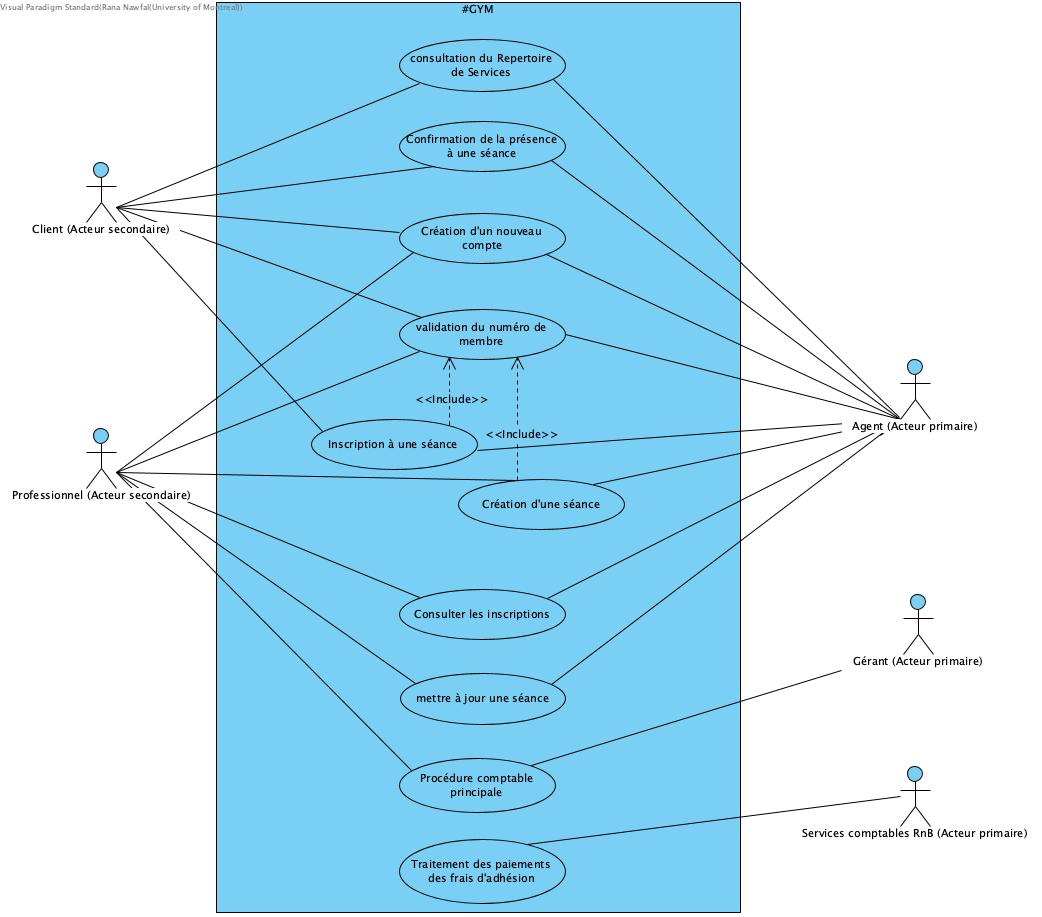 Visual Paradigm Standard(Rana Nawfal(University of Montreal))
#GYM
consultation du Repertoire
de Services
Confirmation de la présence
à une séance
Client (Acteur secondaire)
Création d'un nouveau
compte
validation du numéro de
membre
<<Include>>
Agent (Acteur primaire)
<<Include>>
Inscription à une séance
Professionnel (Acteur secondaire)
Création d'une séance
Consulter les inscriptions
Gérant (Acteur primaire)
mettre à jour une séance
Procédure comptable
principale
Services comptables RnB (Acteur primaire)
Traitement des paiements
des frais d'adhésion